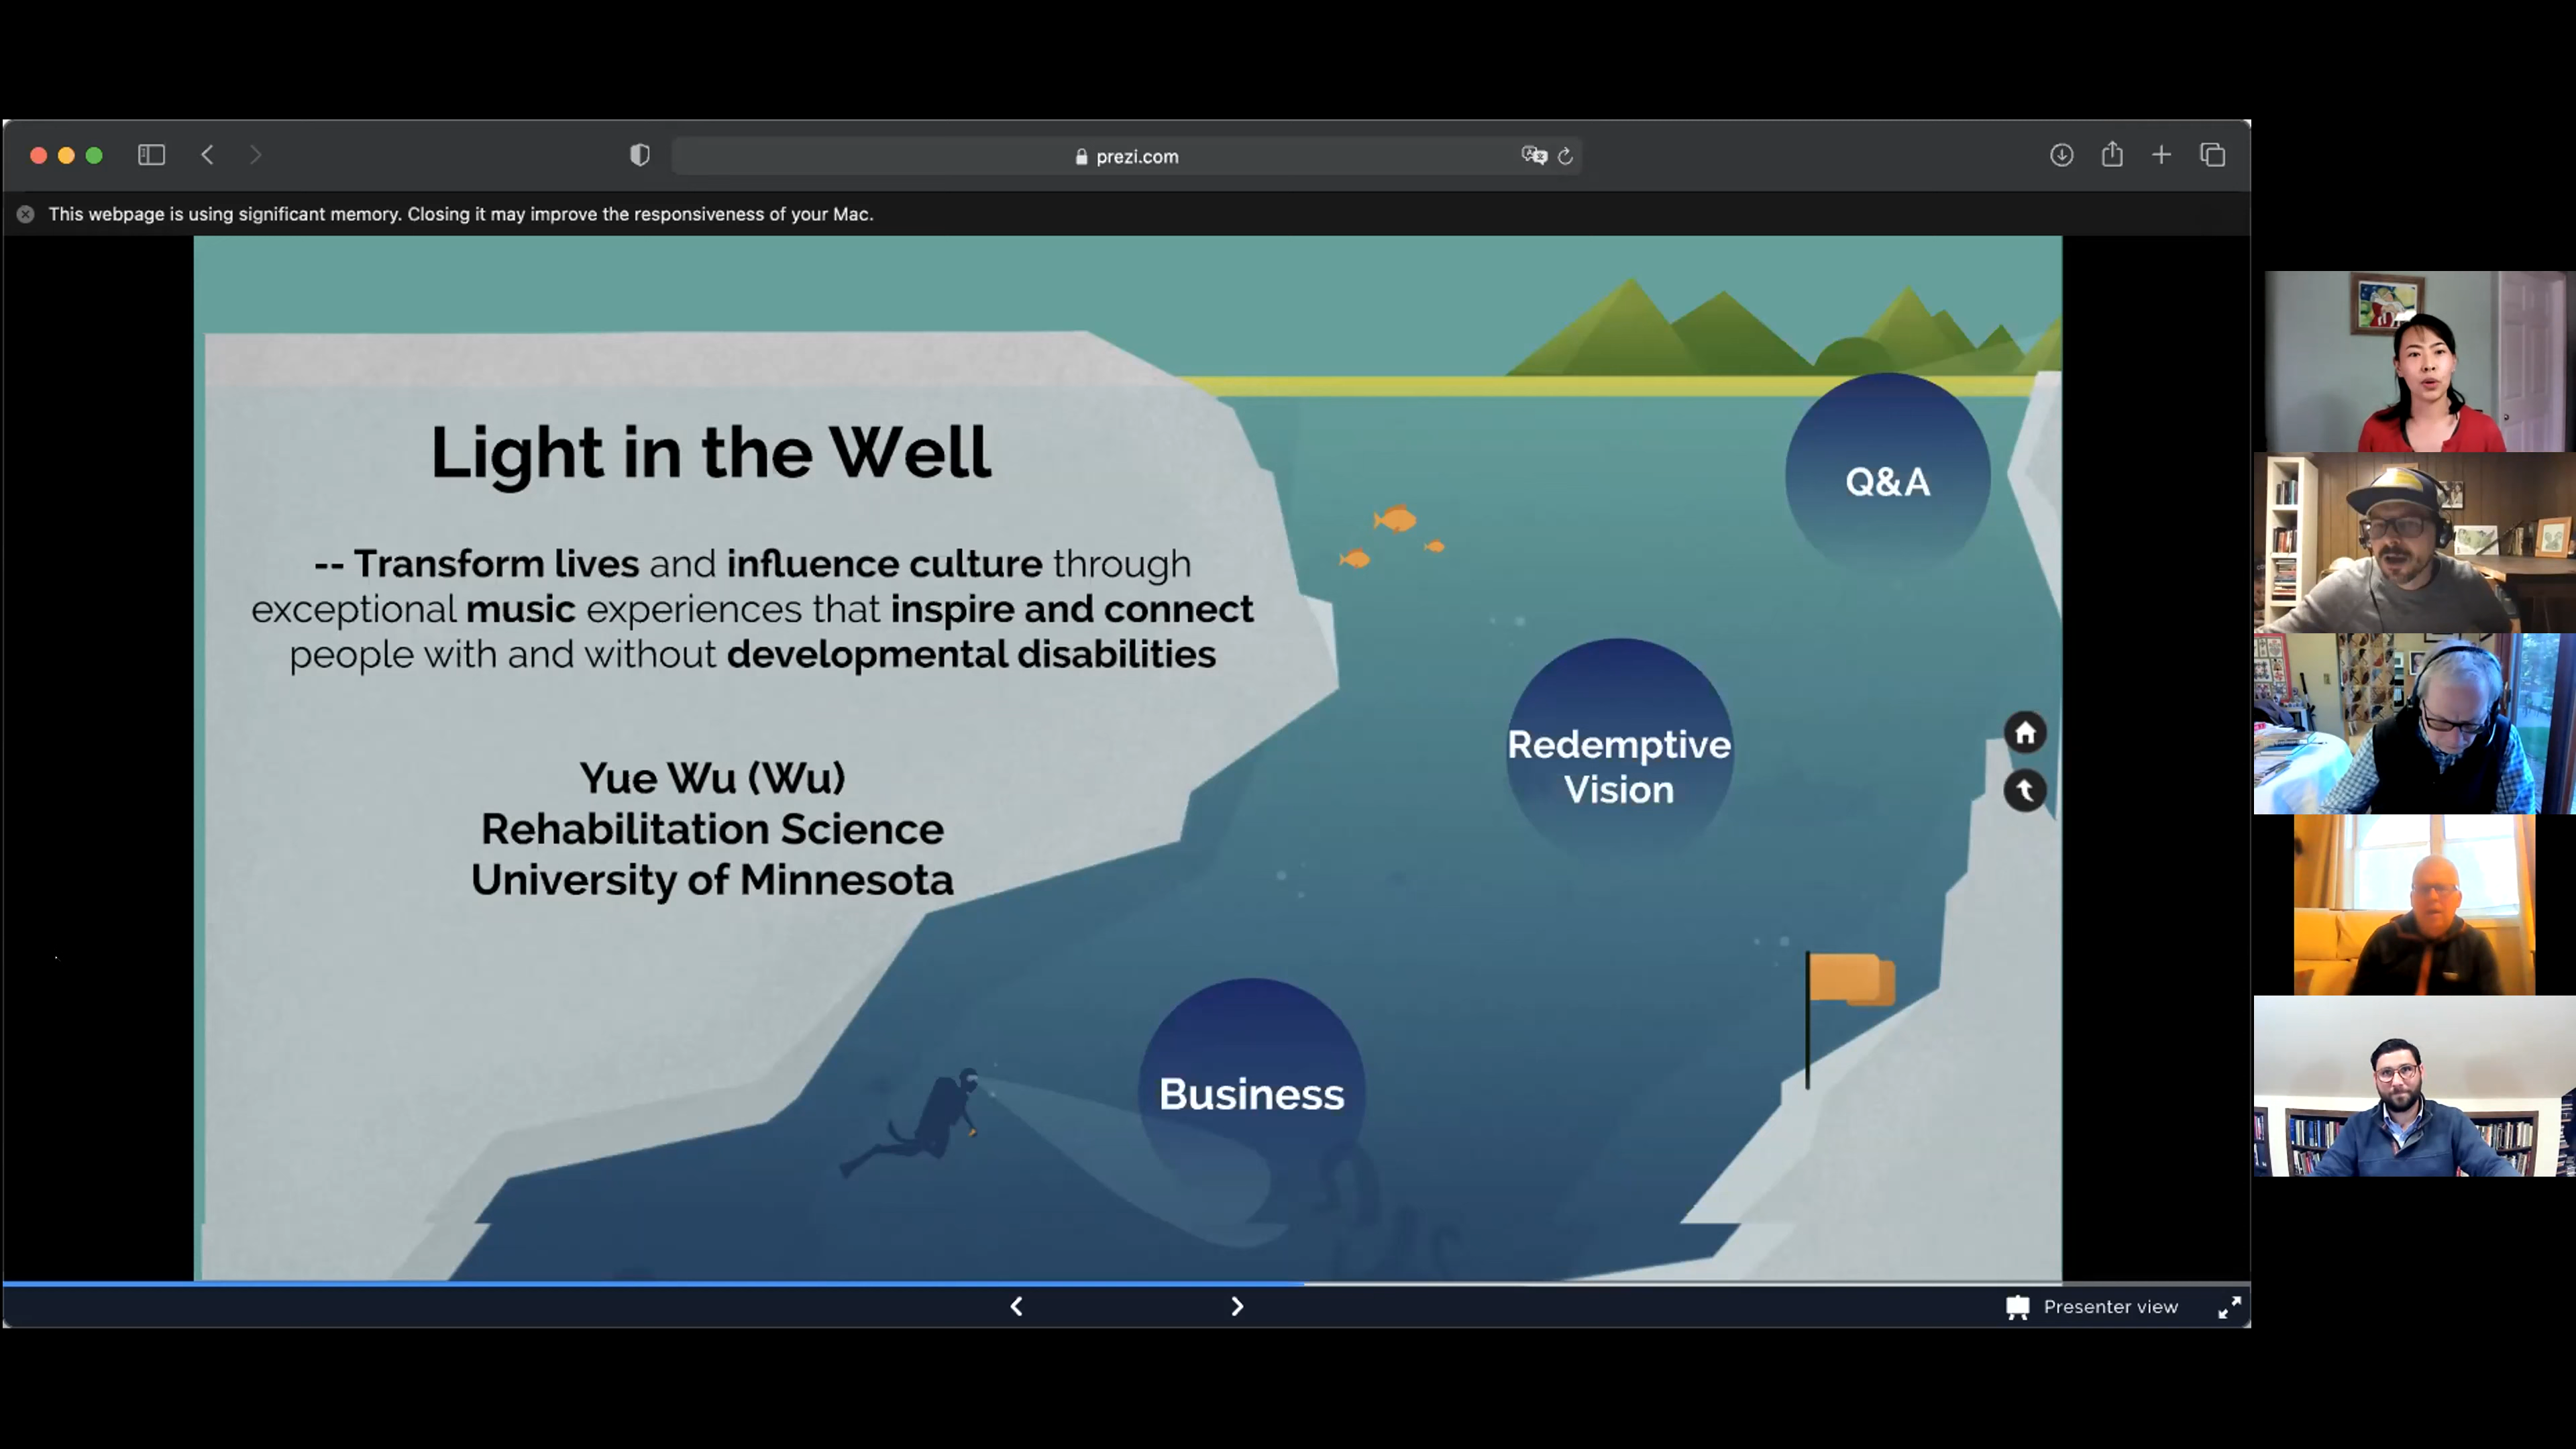 prezi.com
This webpage is using significant memory. Closing it may improve the responsiveness of your Mac.
Light in the Well
-- Transform lives and influence culture through
exceptional music experiences that inspire and connect
people with and without developmental disabilities
Yue Wu (Wu)
Rehabilitation Science
University of Minnesota
Q&A
Redemptive
Vision
Business
Presenter view